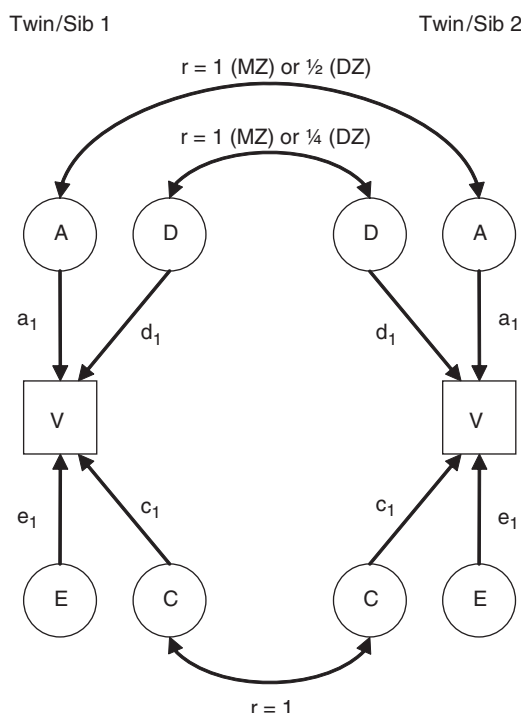 Twin/Sib 1 Twin/Sib 2
r = 1 (MZ) or ½ (DZ)
r = 1 (MZ) or ¼ (DZ)
A D D A
a1 d1 d1 a1
V V
e1 c1 c1 e1
E C C E
r = 1